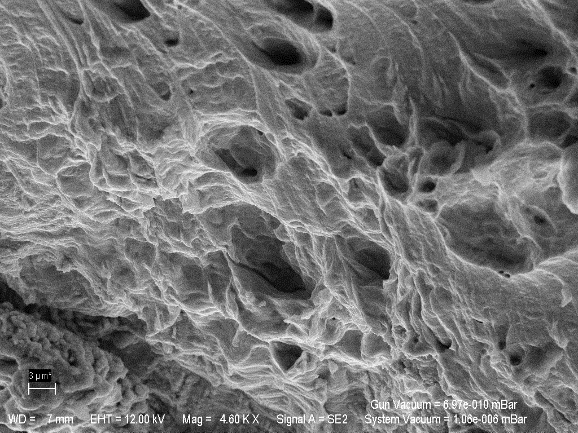 3 µm*
Gun Vacuum = 6.97e-010 mBar
WD = 7 mm EHT = 12.00 kV Mag = 4.60 K X Signal A = SE2 System Vacuum = 1.06e-006 mBar